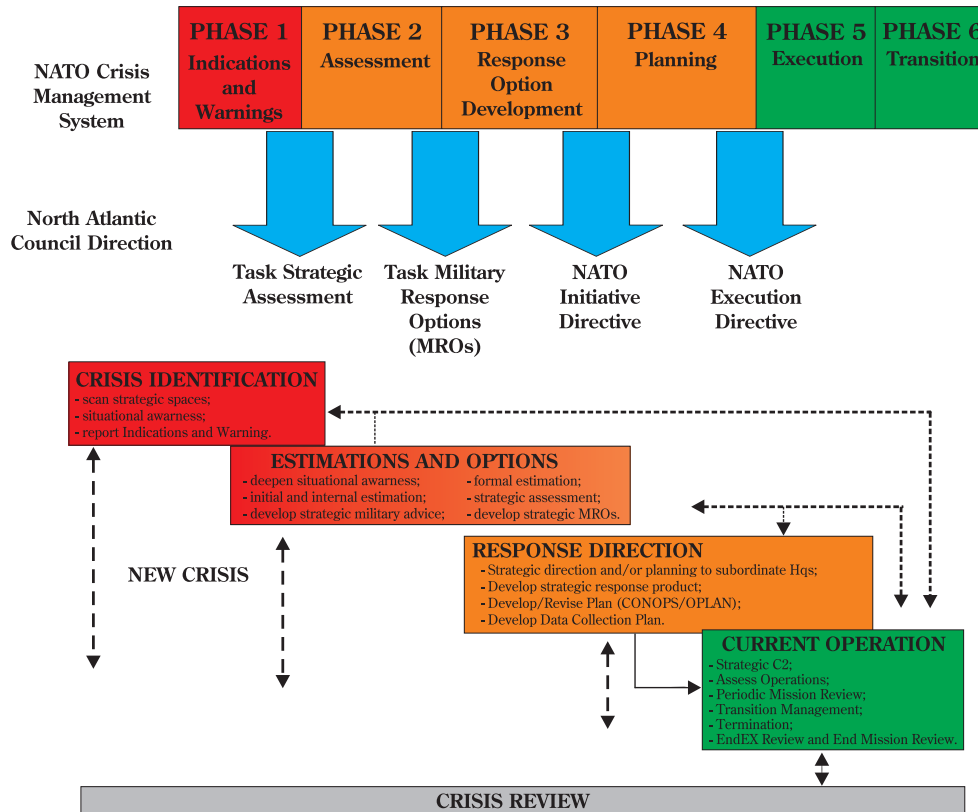 NATO Crisis
Management
System
PHASE 1
Indications
and
Warnings
PHASE 2
Assessment
PHASE 3
Response
Option
Development
PHASE 4
Planning
PHASE 5
Execution
PHASE 6
Transition
North Atlantic
Council Direction
Task Strategic
Assessment
Task Military
Response
Options
(MROs)
NATO
Initiative
Directive
NATO
Execution
Directive
CRISIS IDENTIFICATION
- scan strategic spaces;
- situational awarness;
- report Indications and Warning.
ESTIMATIONS AND OPTIONS
- deepen situational awarness;
- initial and internal estimation;
- develop strategic military advice;
- formal estimation;
- strategic assessment;
- develop strategic MROs.
NEW CRISIS
RESPONSE DIRECTION
- Strategic direction and/or planning to subordinate Hqs;
- Develop strategic response product;
- Develop/Revise Plan (CONOPS/OPLAN);
- Develop Data Collection Plan.
CURRENT OPERATION
- Strategic C2;
- Assess Operations;
- Periodic Mission Review;
- Transition Management;
- Termination;
- EndEX Review and End Mission Review.
CRISIS REVIEW